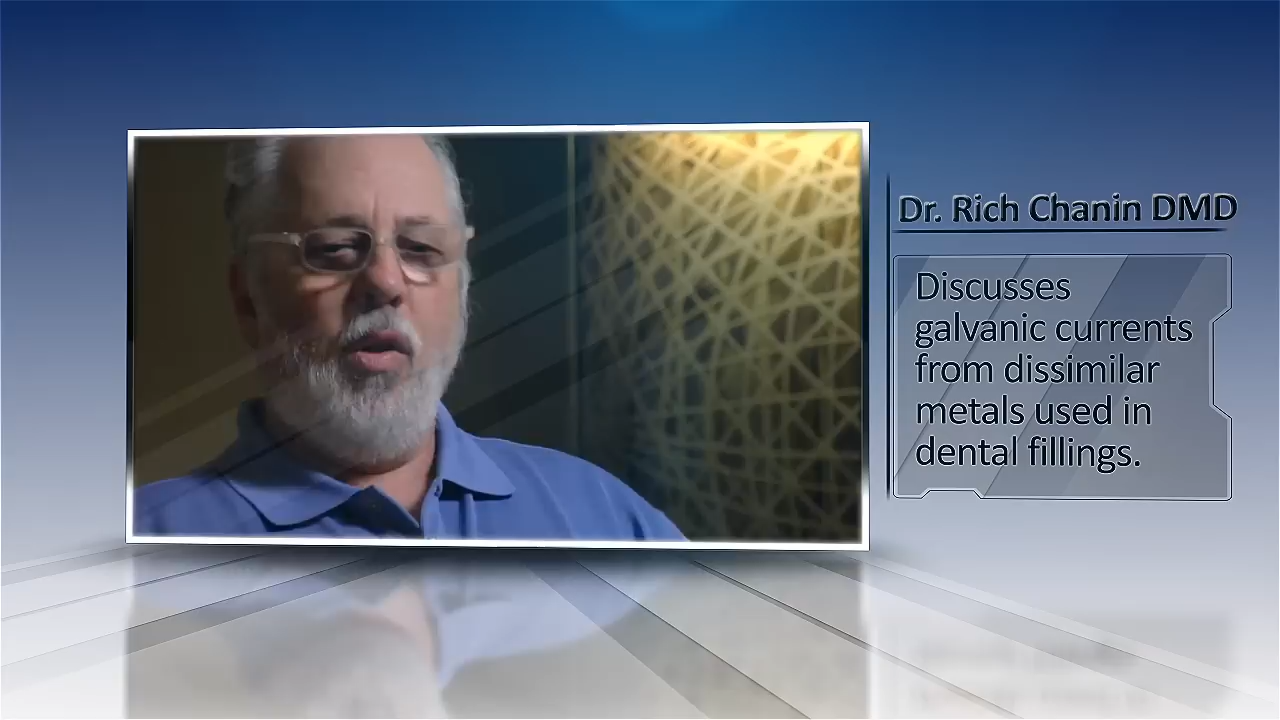 Dr. Rich Chanin DMD
Discusses
galvanic currents
from dissimilar
metals used in
dental fillings.